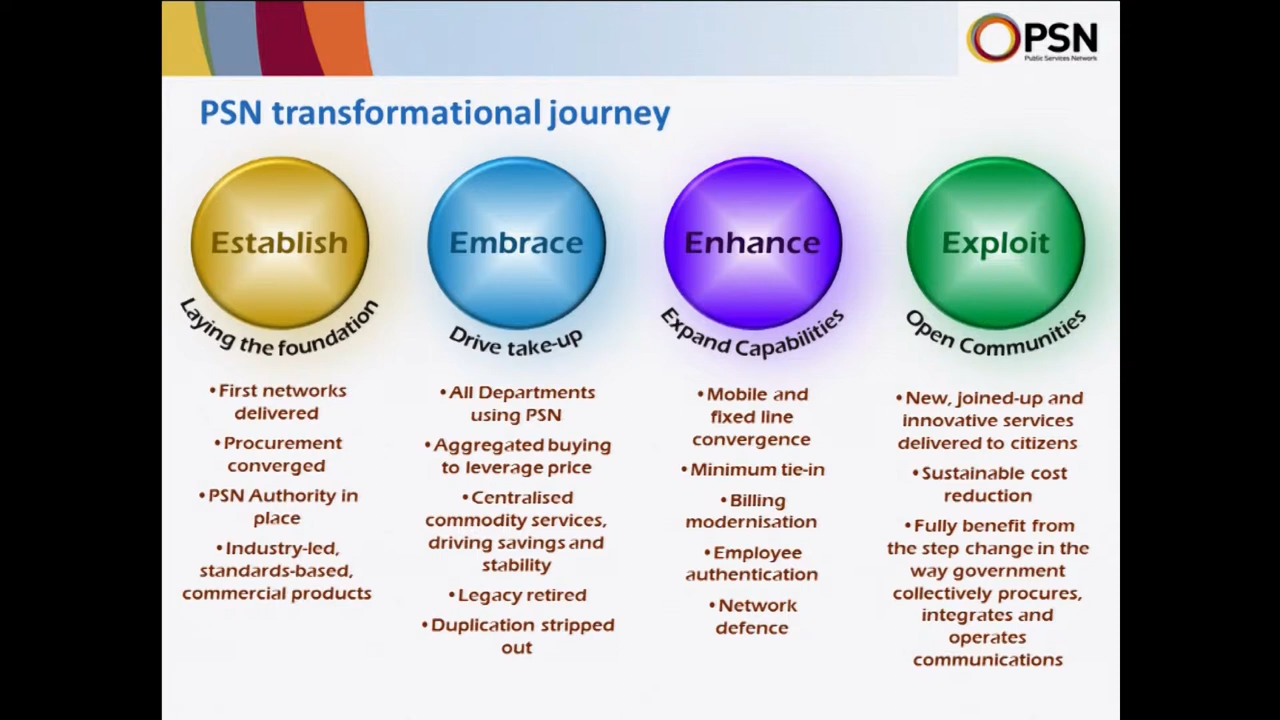 PSN
Public Services Network
PSN transformational journey
Establish
Laying the foundation
•First networks
delivered
•Procurement
converged
•PSN Authority in
place
•Industry-led,
standards-based,
commercial products
Embrace
Drive take-up
•All Departments
using PSN
•Aggregated buying
to leverage price
•Centralised
commodity services,
driving savings and
stability
•Legacy retired
•Duplication stripped
out
Enhance
Expand Capabilities
•Mobile and
fixed line
convergence
•Minimum tie-in
•Billing
modernisation
•Employee
authentication
•Network
defence
Exploit
Open Communities
•New, joined-up and
innovative services
delivered to citizens
•Sustainable cost
reduction
•Fully benefit from
the step change in the
way government
collectively procures,
integrates and
operates
communications